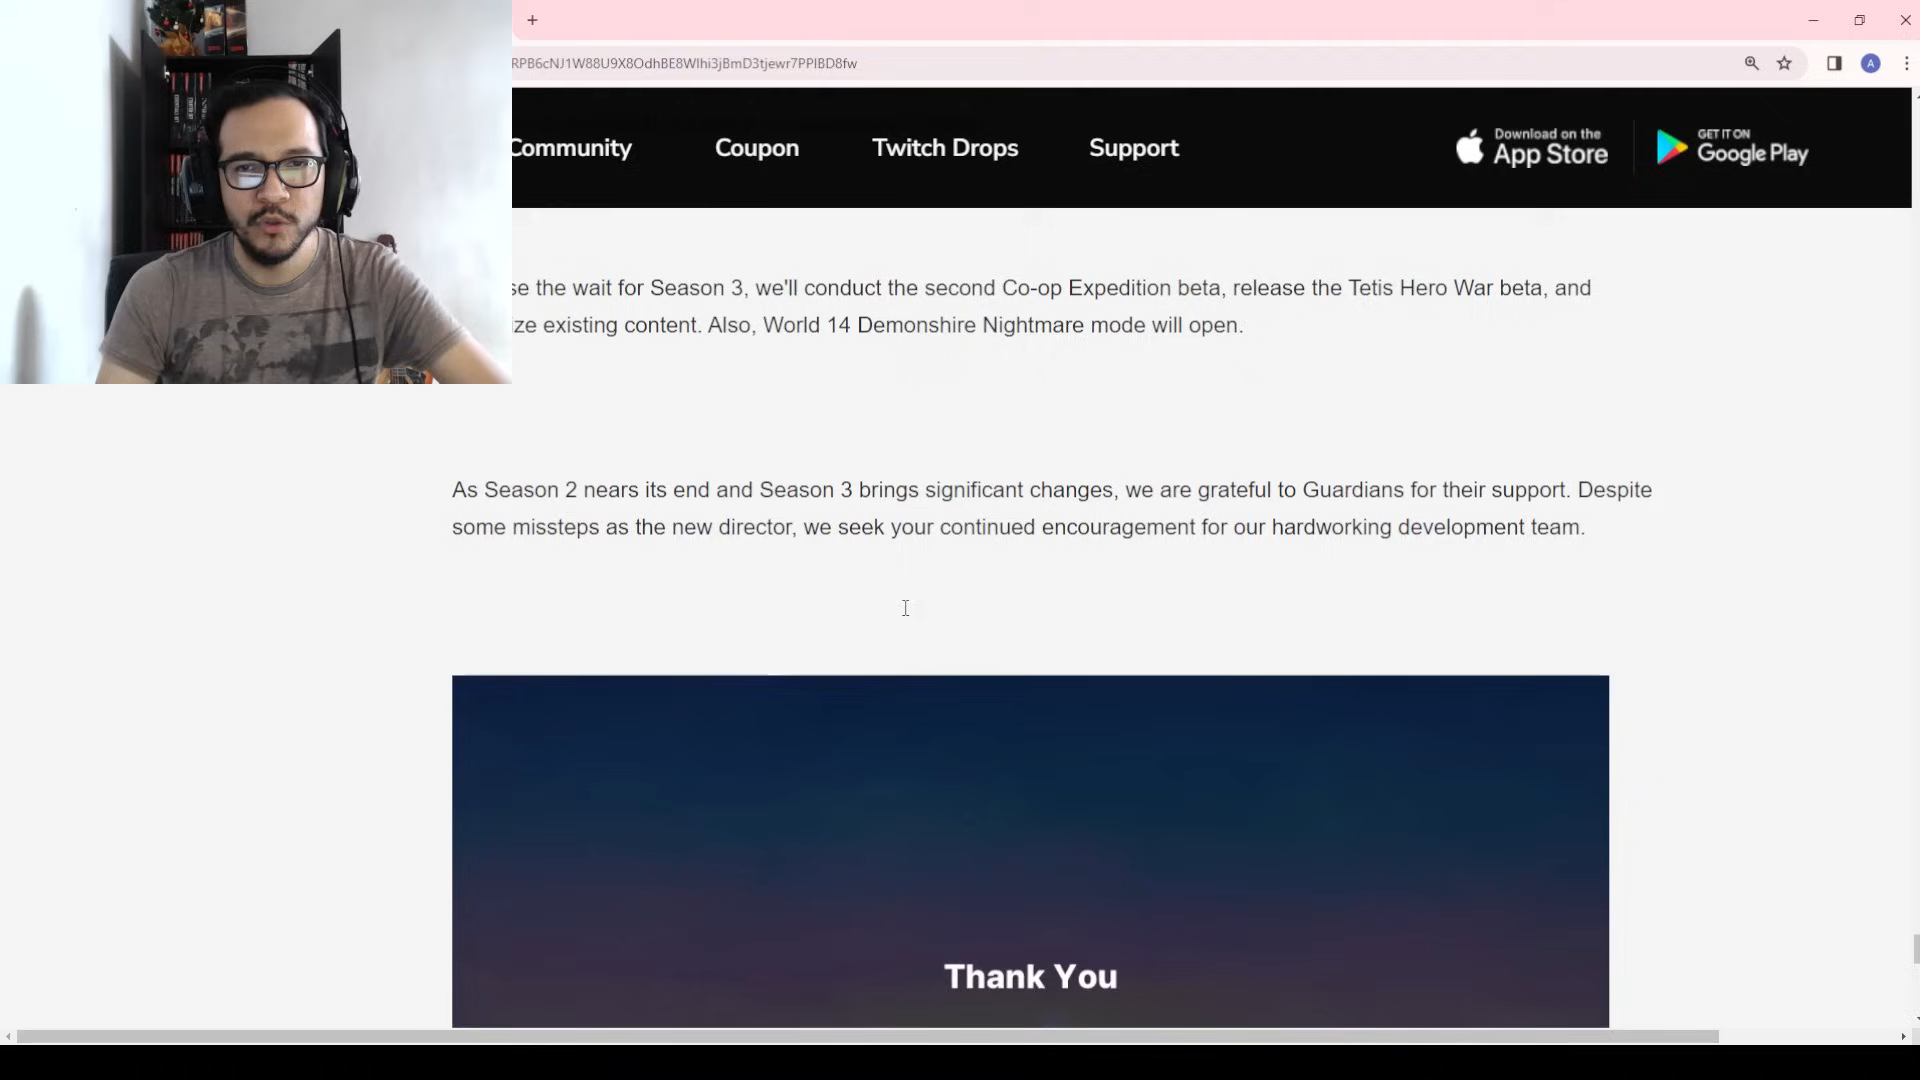 RPB6cNJ1W88U9X8OdhBE8WIhi3jBmD3tjewr7PPIBD8fw
A
Community Coupon Twitch Drops Support
Download on the App Store
GET IT ON Google Play
the wait for Season 3, we'll conduct the second Co-op Expedition beta, release the Tetis Hero War beta, and
existing content. Also, World 14 Demonshire Nightmare mode will open.
As Season 2 nears its end and Season 3 brings significant changes, we are grateful to Guardians for their support. Despite
some missteps as the new director, we seek your continued encouragement for our hardworking development team.
Thank You